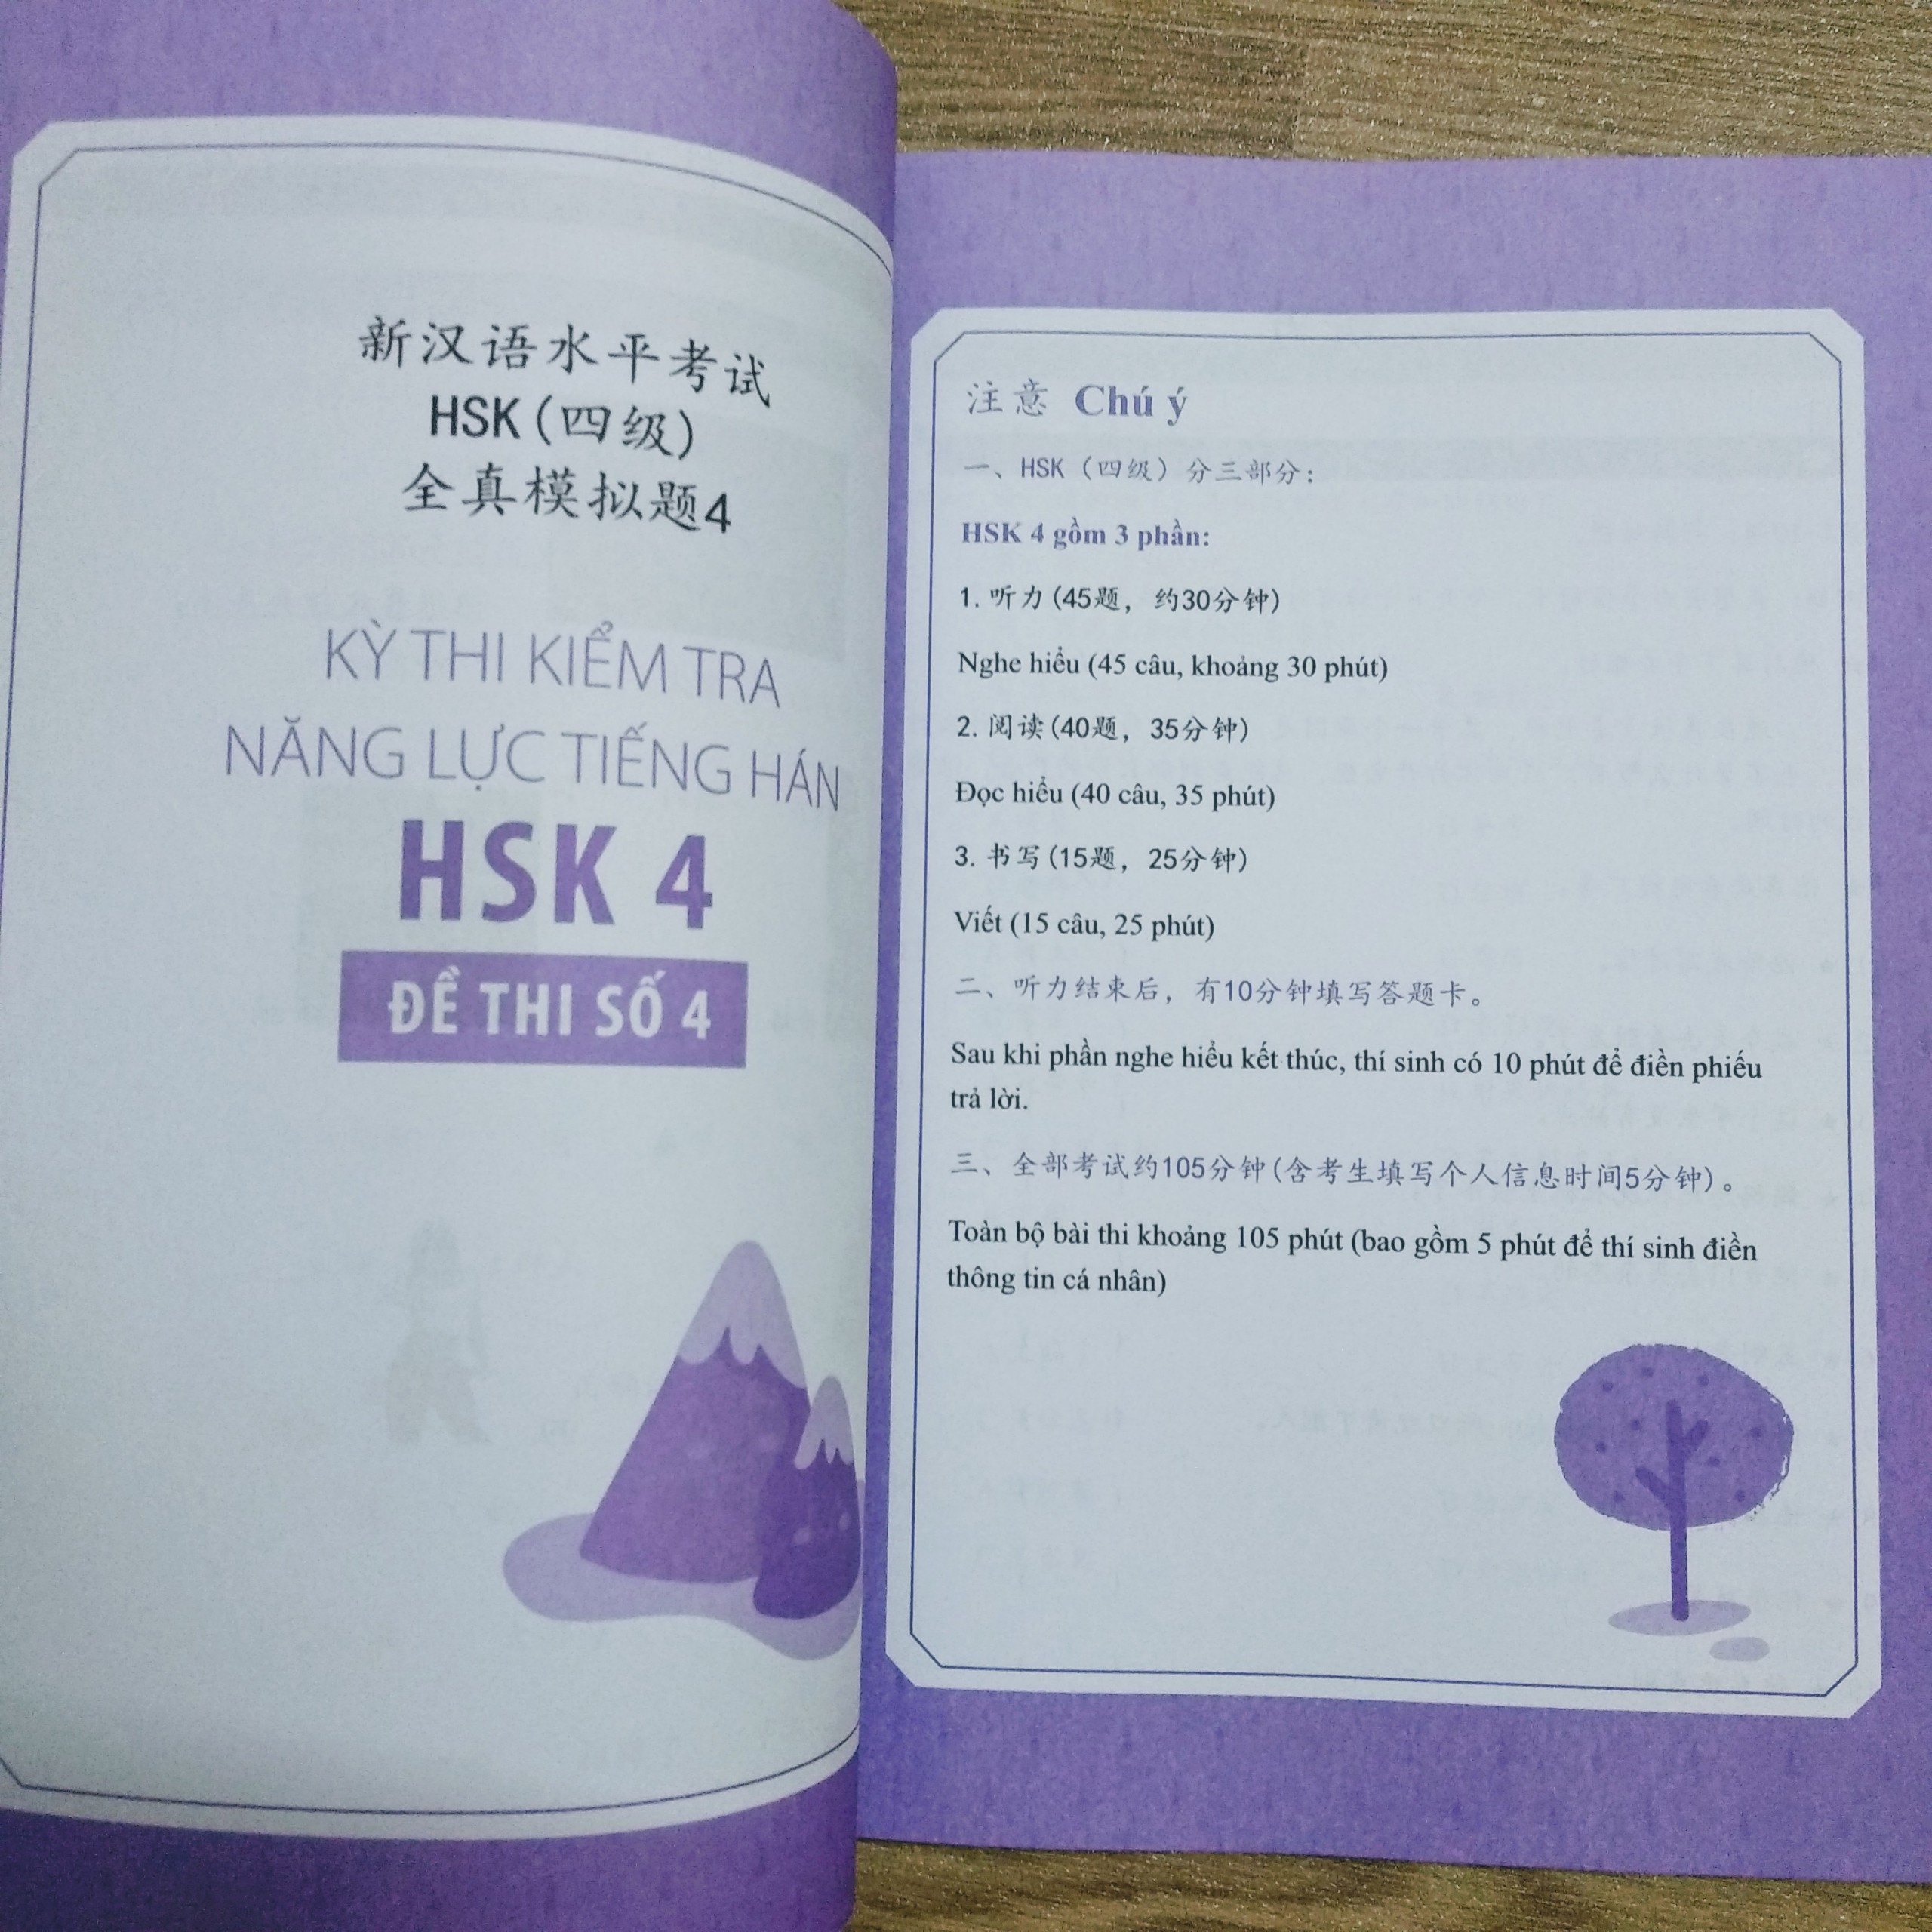 新汉语水平考试
HSK(四级)
全真模拟题4
KỲ THI KIỂM TRA
NĂNG LỰC TIẾNG HÁN
HSK 4
ĐỀ THI SỐ 4
注意 Chú ý
一、HSK（四级）分三部分：
HSK 4 gồm 3 phần:
1. 听力(45题，约30分钟)
Nghe hiểu (45 câu, khoảng 30 phút)
2. 阅读(40题，35分钟)
Đọc hiểu (40 câu, 35 phút)
3. 书写(15题，25分钟)
Viết (15 câu, 25 phút)
二、听力结束后，有10分钟填写答题卡。
Sau khi phần nghe hiểu kết thúc, thí sinh có 10 phút để điền phiếu
trả lời.
三、全部考试约105分钟(含考生填写个人信息时间5分钟)。
Toàn bộ bài thi khoảng 105 phút (bao gồm 5 phút để thí sinh điền
thông tin cá nhân)